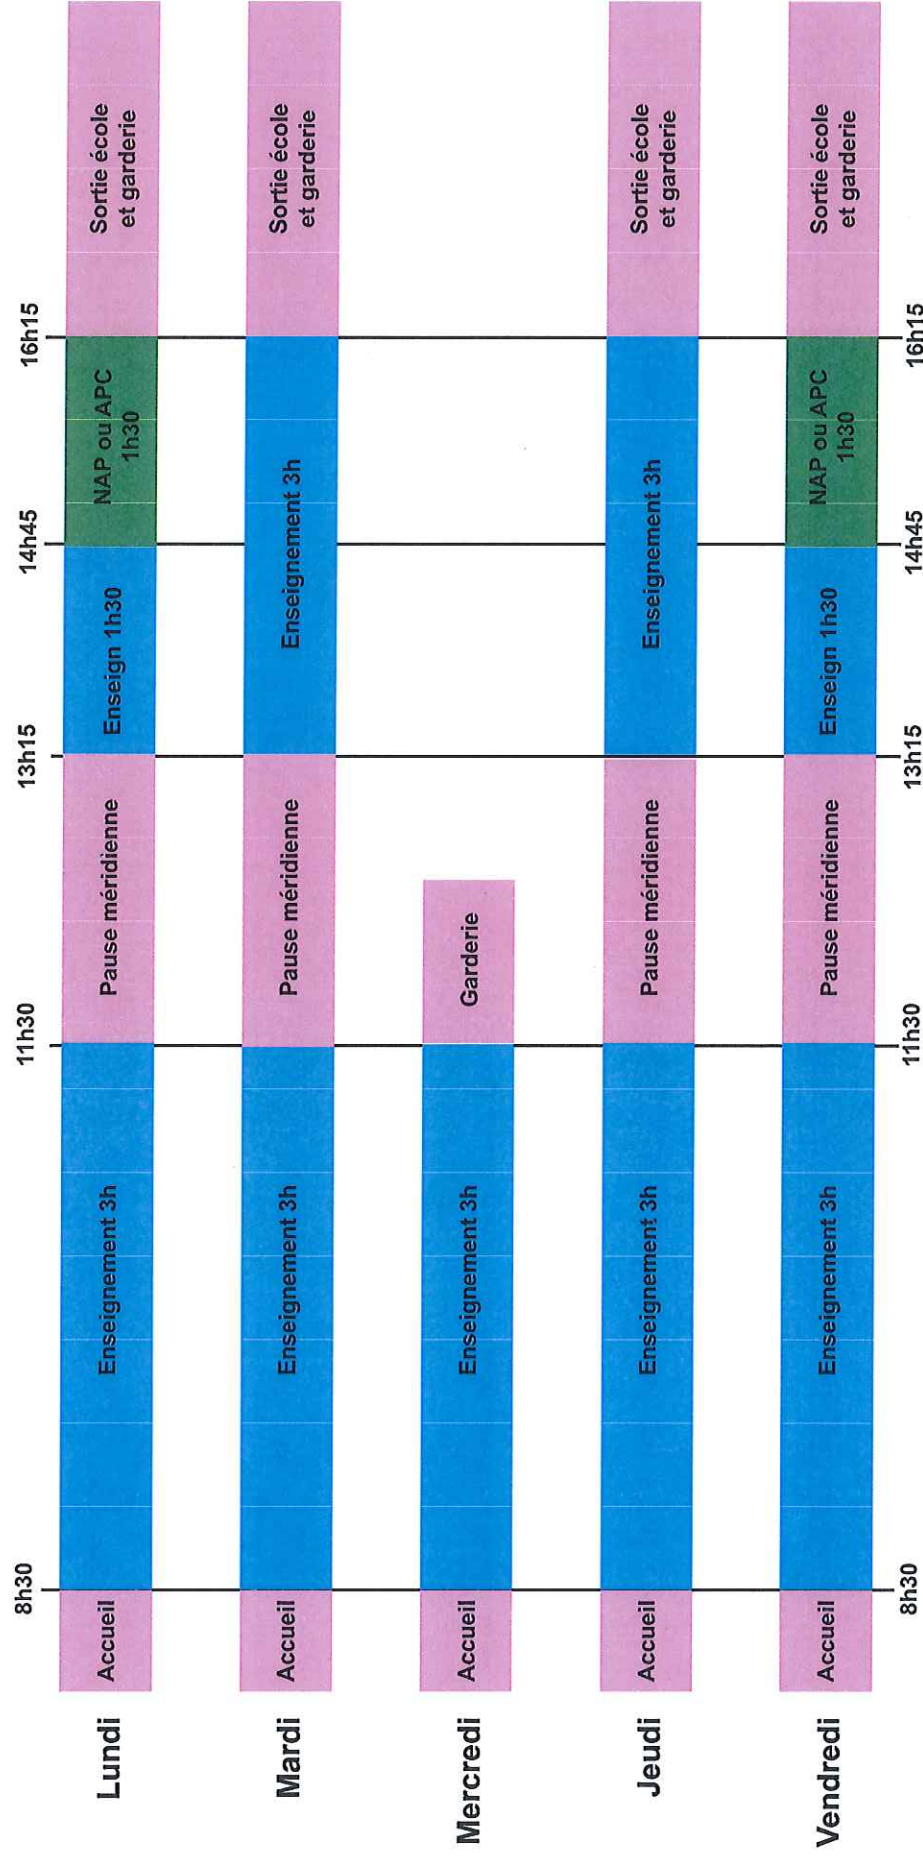 8h30 11h30 13h15 14h45 16h15
Lundi
Accueil
Enseignement 3h
Pause méridienne
Enseign 1h30
NAP ou APC
1h30
Sortie école
et garderie
Mardi
Accueil
Enseignement 3h
Pause méridienne
Enseignement 3h
Sortie école
et garderie
Mercredi
Accueil
Enseignement 3h
Garderie
Jeudi
Accueil
Enseignement 3h
Pause méridienne
Enseignement 3h
Sortie école
et garderie
Vendredi
Accueil
Enseignement 3h
Pause méridienne
Enseign 1h30
NAP ou APC
1h30
Sortie école
et garderie
8h30 11h30 13h15 14h45 16h15